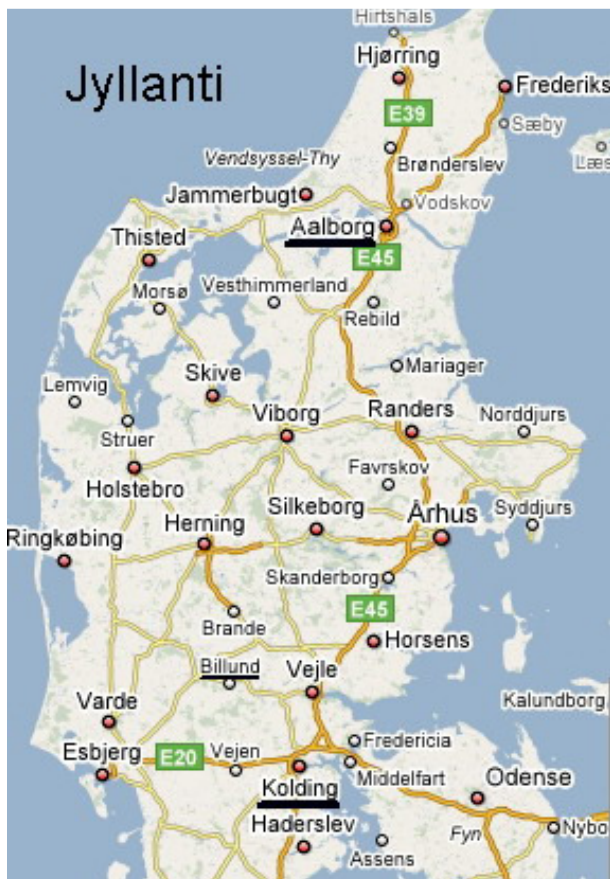 Hirtshals
Jyllanti
Hjørring
Frederiks
E39
Sæby
Vendsyssel-Thy
Brønderslev
Læs
Jammerbugt
Vodskov
Aalborg
Thisted
E45
Morsø
Vesthimmerland
Rebild
Mariager
Skive
Lemvig
Viborg
Randers
Norddjurs
Struer
Holstebro
Favrskov
Silkeborg
Århus
Syddjurs
Herning
Ringkøbing
Skanderborg
Brande
E45
Horsens
Billund
Vejle
Kalundborg
Varde
Fredericia
Esbjerg
E20
Vejen
Middelfart
Odense
Kolding
Haderslev
Fyn
Nybo
Assens